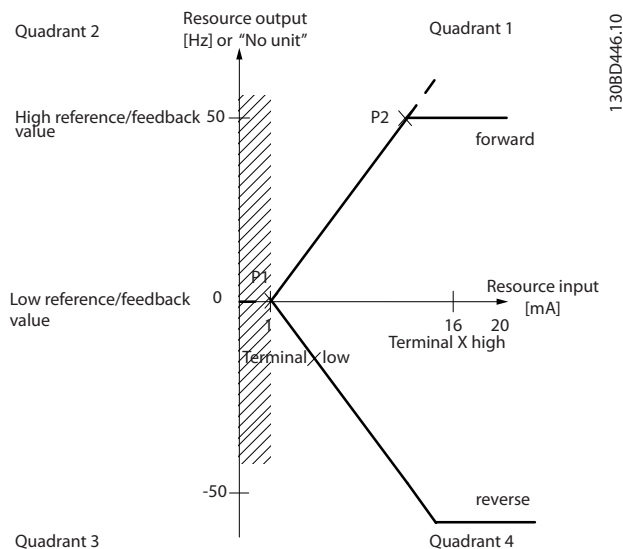 Quadrant 2
Resource output
[Hz] or “No unit”
Quadrant 1
130BD446.10
High reference/feedback
value
50
P2
forward
P1
Low reference/feedback
value
0
Resource input
[mA]
1
16
20
Terminal X high
Terminal low
-50
reverse
Quadrant 3
Quadrant 4